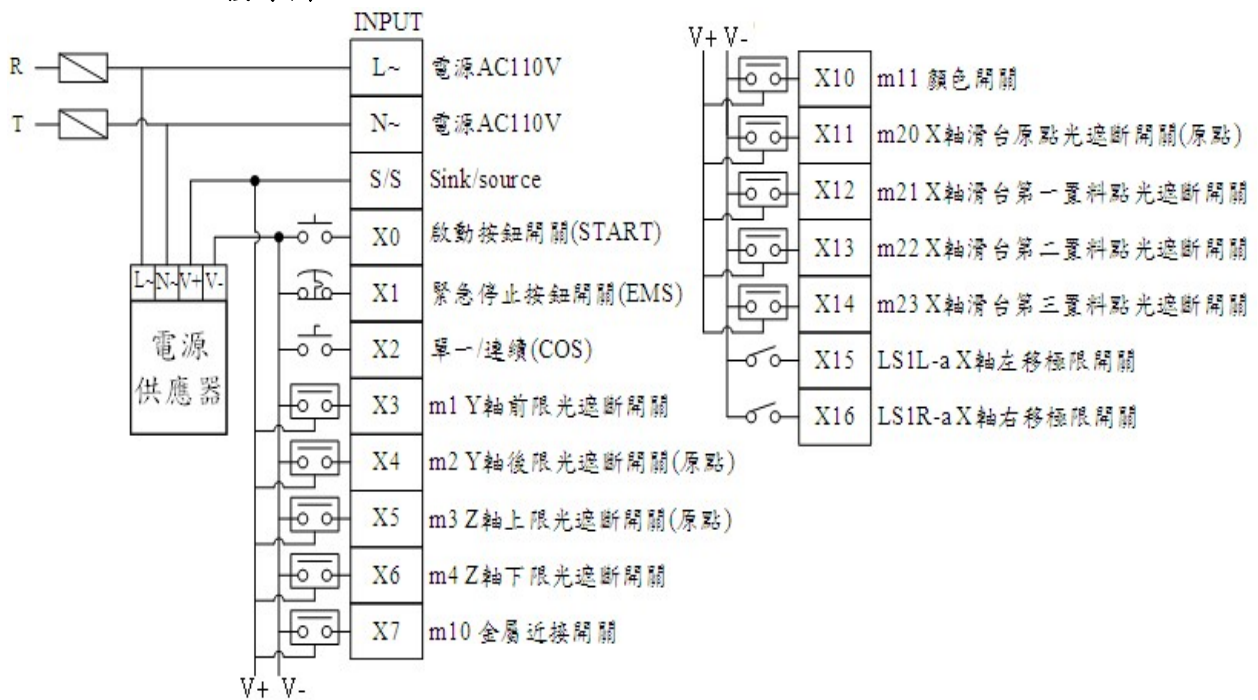 INPUT
R
L~ 電源AC110V
T
N~ 電源AC110V
S/S Sink/source
X0 啟動按鈕開關(START)
L~ N~ V+ V-
電源
供應器
X1 緊急停止按鈕開關(EMS)
X2 單一/連續(COS)
X3 m1 Y軸前限光遮斷開關
X4 m2 Y軸後限光遮斷開關(原點)
X5 m3 Z軸上限光遮斷開關(原點)
X6 m4 Z軸下限光遮斷開關
X7 m10 金屬近接開關
V+ V-
V+ V-
X10 m11 顏色開關
X11 m20 X軸滑台原點光遮斷開關(原點)
X12 m21 X軸滑台第一置料點光遮斷開關
X13 m22 X軸滑台第二置料點光遮斷開關
X14 m23 X軸滑台第三置料點光遮斷開關
X15 LS1L-a X軸左移極限開關
X16 LS1R-a X軸右移極限開關